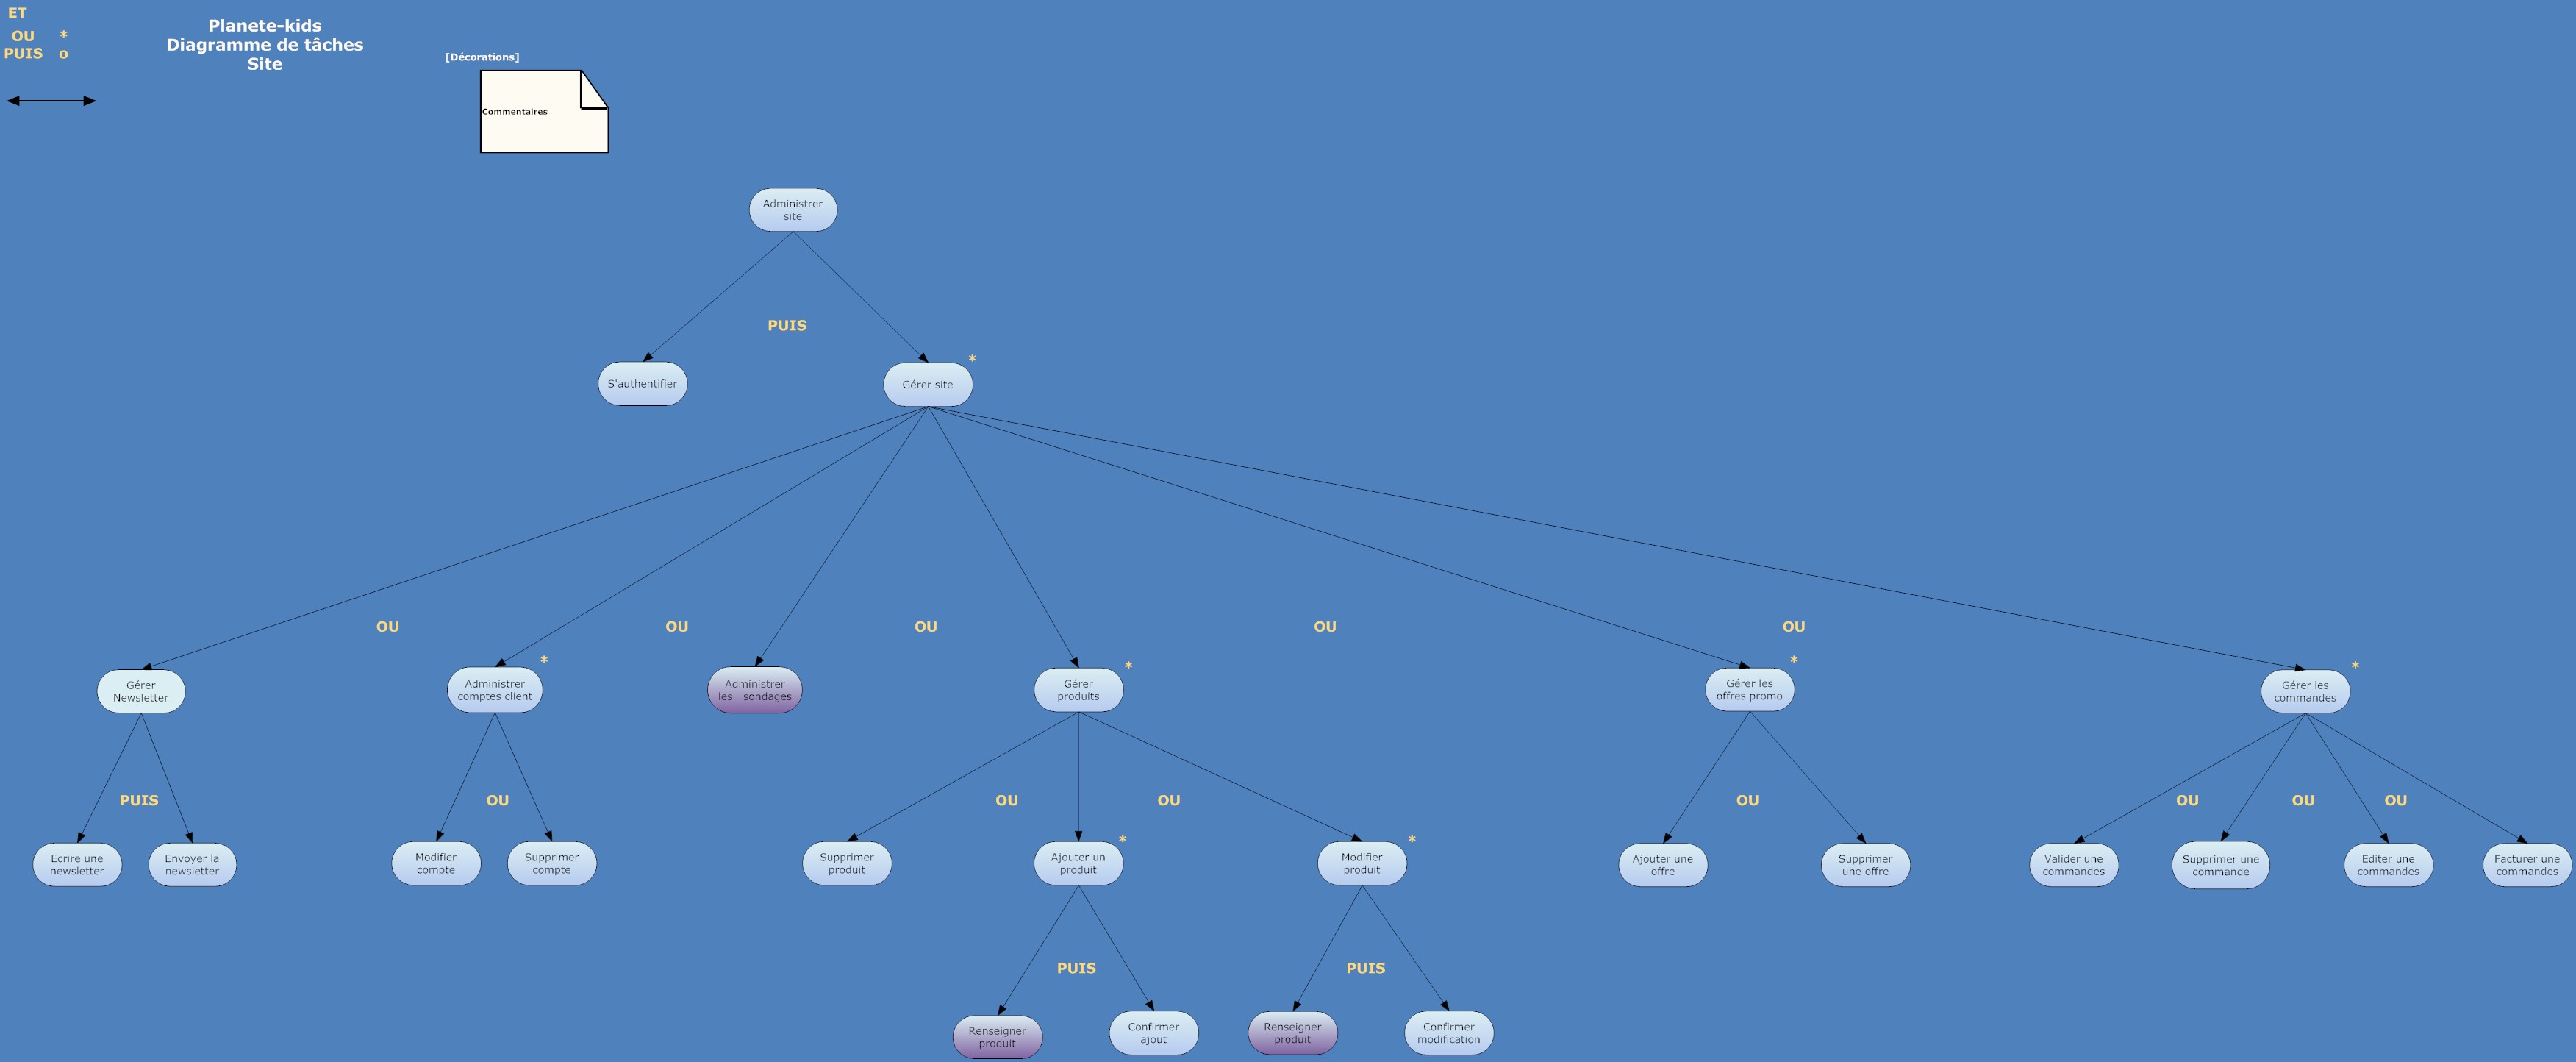 ET
OU *
PUIS o
Planete-kids
Diagramme de tâches
Site
[Décorations]
Commentaires
Administrer
site
PUIS
S'authentifier
Gérer site
*
OU
OU
OU
OU
OU
Gérer
Newsletter
Administrer
comptes client
*
Administrer
les sondages
Gérer
produits
*
Gérer les
offres promo
*
Gérer les
commandes
*
PUIS
OU
OU
OU
OU
OU
OU
OU
Ecrire une
newsletter
Envoyer la
newsletter
Modifier
compte
Supprimer
compte
Supprimer
produit
Ajouter un
produit
*
Modifier
produit
*
Ajouter une
offre
Supprimer
une offre
Valider une
commandes
Supprimer une
commande
Editer une
commandes
Facturer une
commandes
PUIS
PUIS
Renseigner
produit
Confirmer
ajout
Renseigner
produit
Confirmer
modification